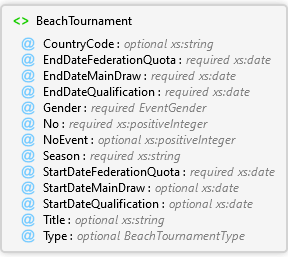 <> BeachTournament
@ CountryCode : optional xs:string
@ EndDateFederationQuota : required xs:date
@ EndDateMainDraw : required xs:date
@ EndDateQualification : required xs:date
@ Gender : required EventGender
@ No : required xs:positiveInteger
@ NoEvent : optional xs:positiveInteger
@ Season : required xs:string
@ StartDateFederationQuota : required xs:date
@ StartDateMainDraw : optional xs:date
@ StartDateQualification : optional xs:date
@ Title : optional xs:string
@ Type : optional BeachTournamentType